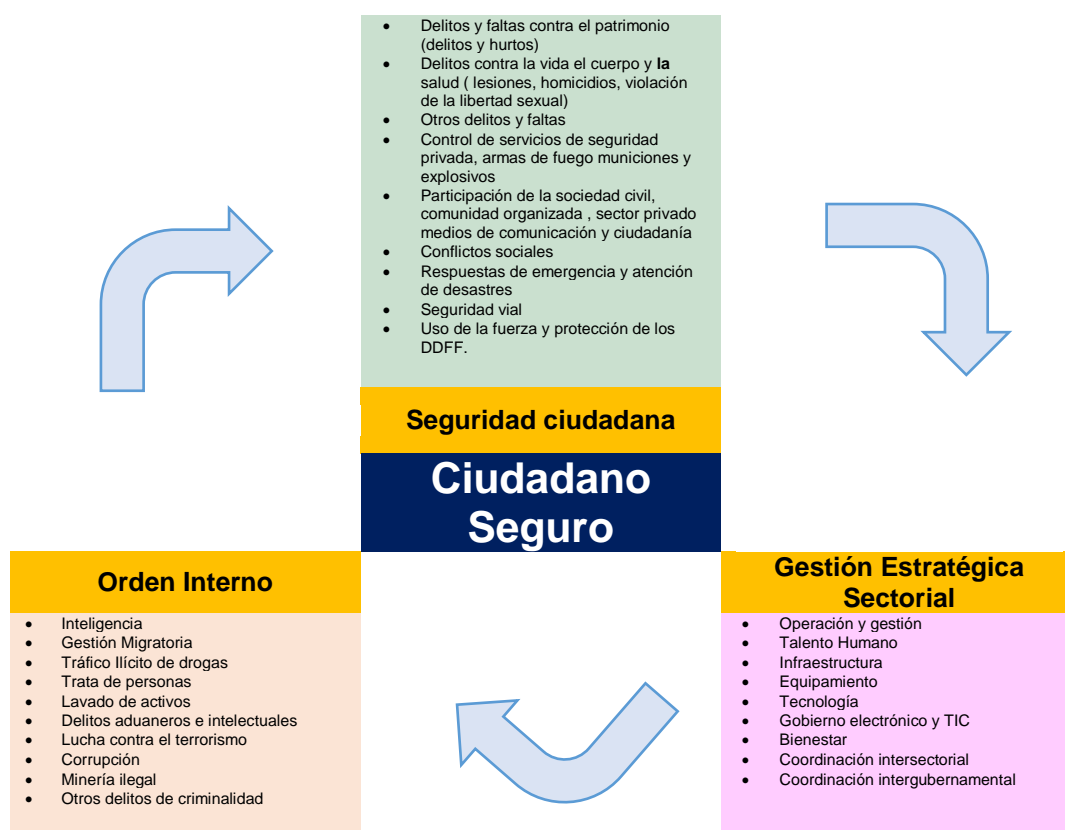 • Delitos y faltas contra el patrimonio
(delitos y hurtos)
• Delitos contra la vida el cuerpo y la
salud ( lesiones, homicidios, violación
de la libertad sexual)
• Otros delitos y faltas
• Control de servicios de seguridad
privada, armas de fuego municiones y
explosivos
• Participación de la sociedad civil,
comunidad organizada , sector privado
medios de comunicación y ciudadanía
• Conflictos sociales
• Respuestas de emergencia y atención
de desastres
• Seguridad vial
• Uso de la fuerza y protección de los
DDFF.
Seguridad ciudadana
Ciudadano
Seguro
Orden Interno
• Inteligencia
• Gestión Migratoria
• Tráfico Ilícito de drogas
• Trata de personas
• Lavado de activos
• Delitos aduaneros e intelectuales
• Lucha contra el terrorismo
• Corrupción
• Minería ilegal
• Otros delitos de criminalidad
Gestión Estratégica
Sectorial
• Operación y gestión
• Talento Humano
• Infraestructura
• Equipamiento
• Tecnología
• Gobierno electrónico y TIC
• Bienestar
• Coordinación intersectorial
• Coordinación intergubernamental